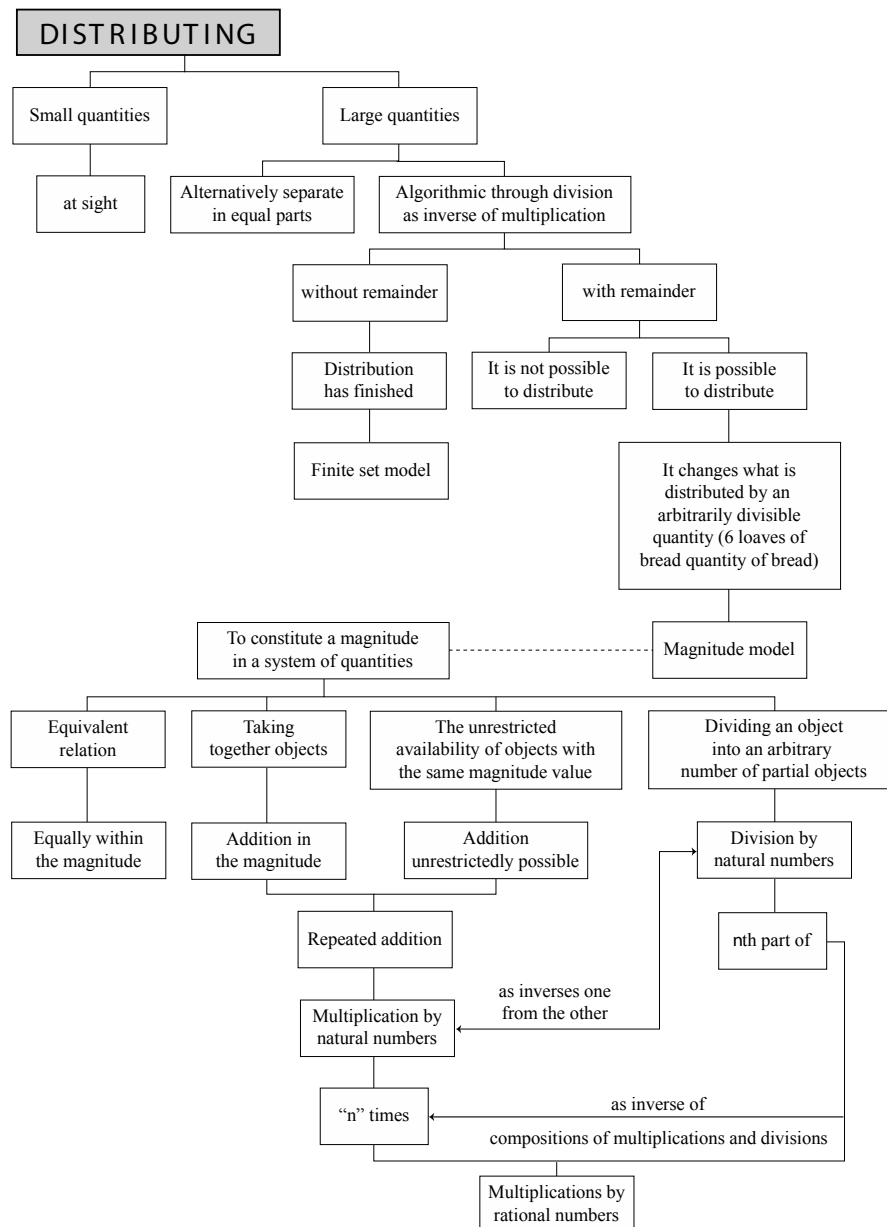 DISTRIBUTING
Small quantities
Large quantities
at sight
Alternatively separate
in equal parts
Algorithmic through division
as inverse of multiplication
without remainder
with remainder
Distribution
has finished
It is not possible
to distribute
It is possible
to distribute
Finite set model
It changes what is
distributed by an
arbitrarily divisible
quantity (6 loaves of
bread quantity of bread)
To constitute a magnitude
in a system of quantities
Magnitude model
Equivalent
relation
Taking
together objects
The unrestricted
availability of objects with
the same magnitude value
Dividing an object
into an arbitrary
number of partial objects
Equally within
the magnitude
Addition in
the magnitude
Addition
unrestrictedly possible
Division by
natural numbers
Repeated addition
nth part of
as inverses one
from the other
Multiplication by
natural numbers
“n” times
as inverse of
compositions of multiplications and divisions
Multiplications by
rational numbers